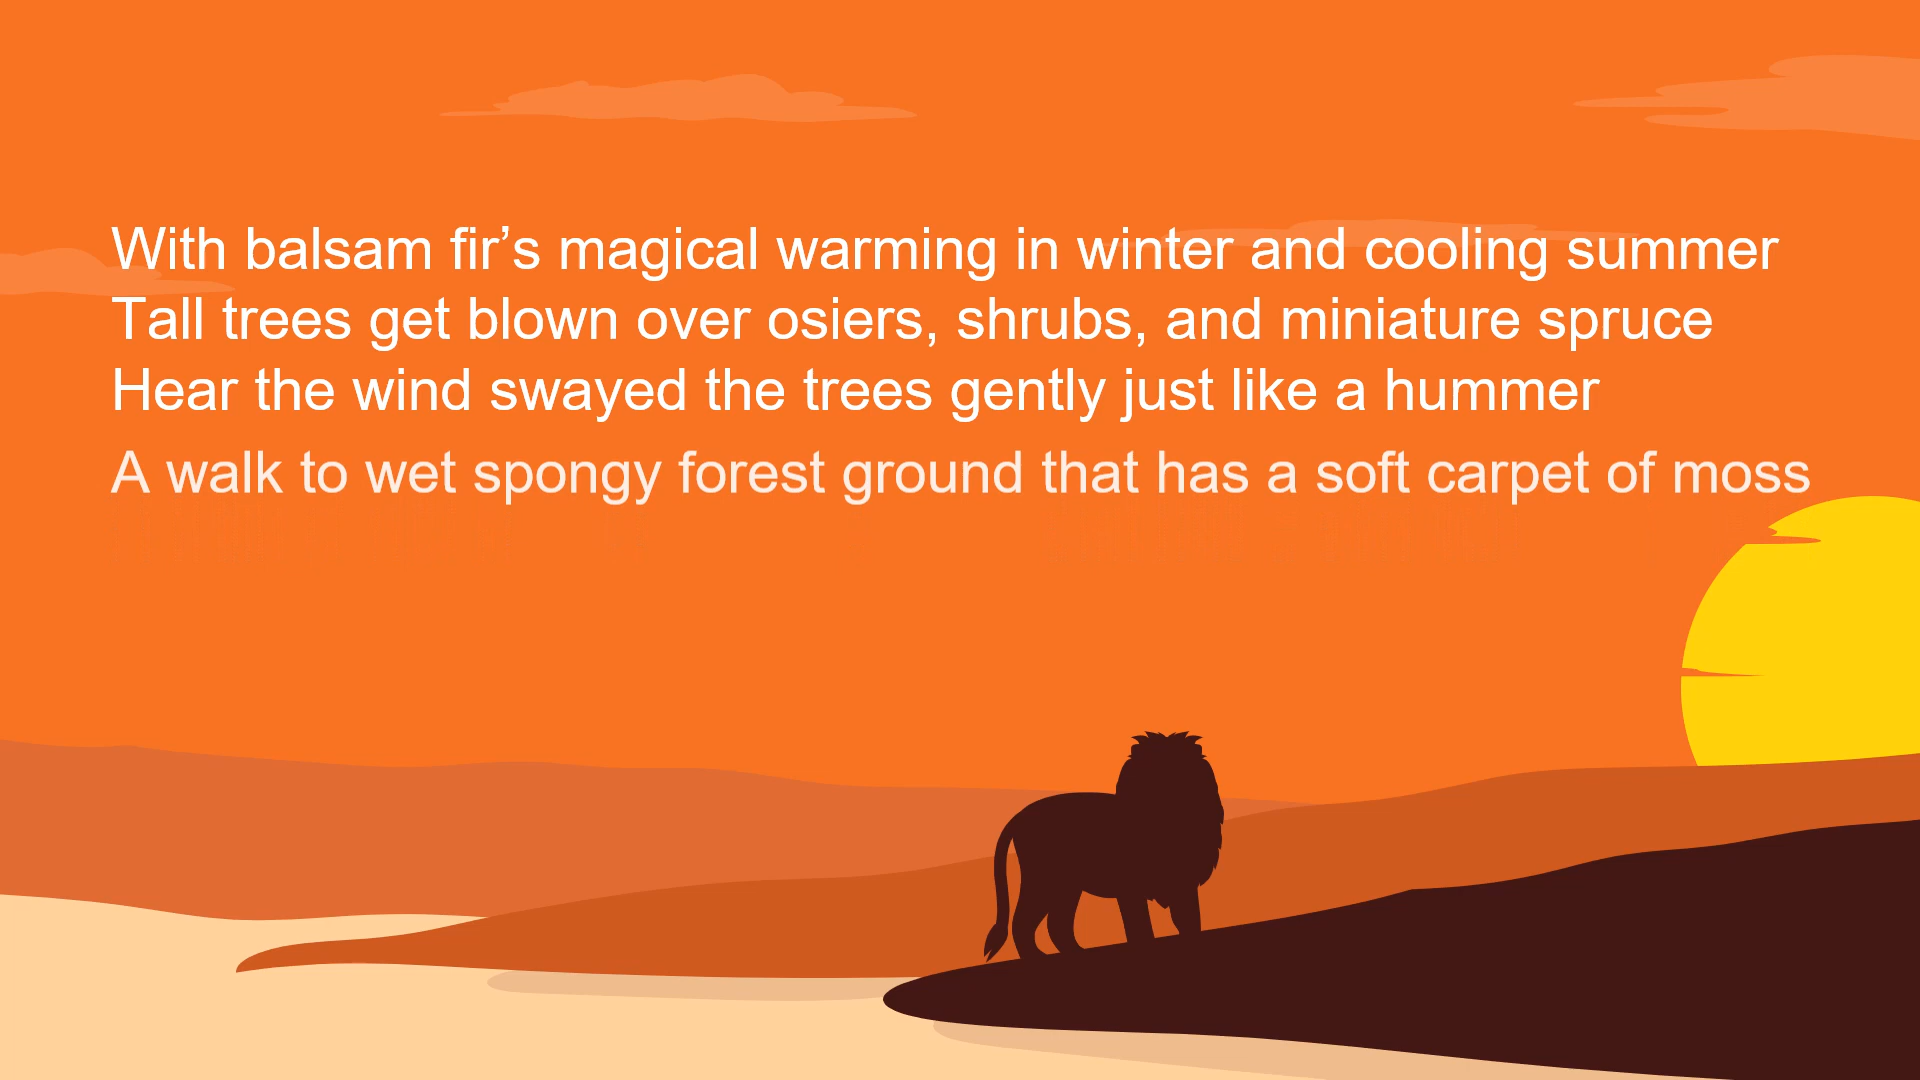 With balsam fir’s magical warming in winter and cooling summer
Tall trees get blown over osiers, shrubs, and miniature spruce
Hear the wind swayed the trees gently just like a hummer
A walk to wet spongy forest ground that has a soft carpet of moss